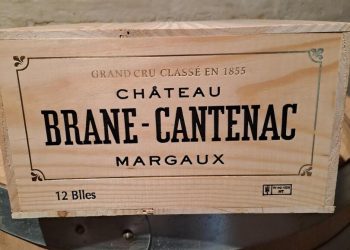 GRAND CRU CLASSÉ EN 1855
CHÂTEAU
BRANE-CANTENAC
MARGAUX
12 Blles